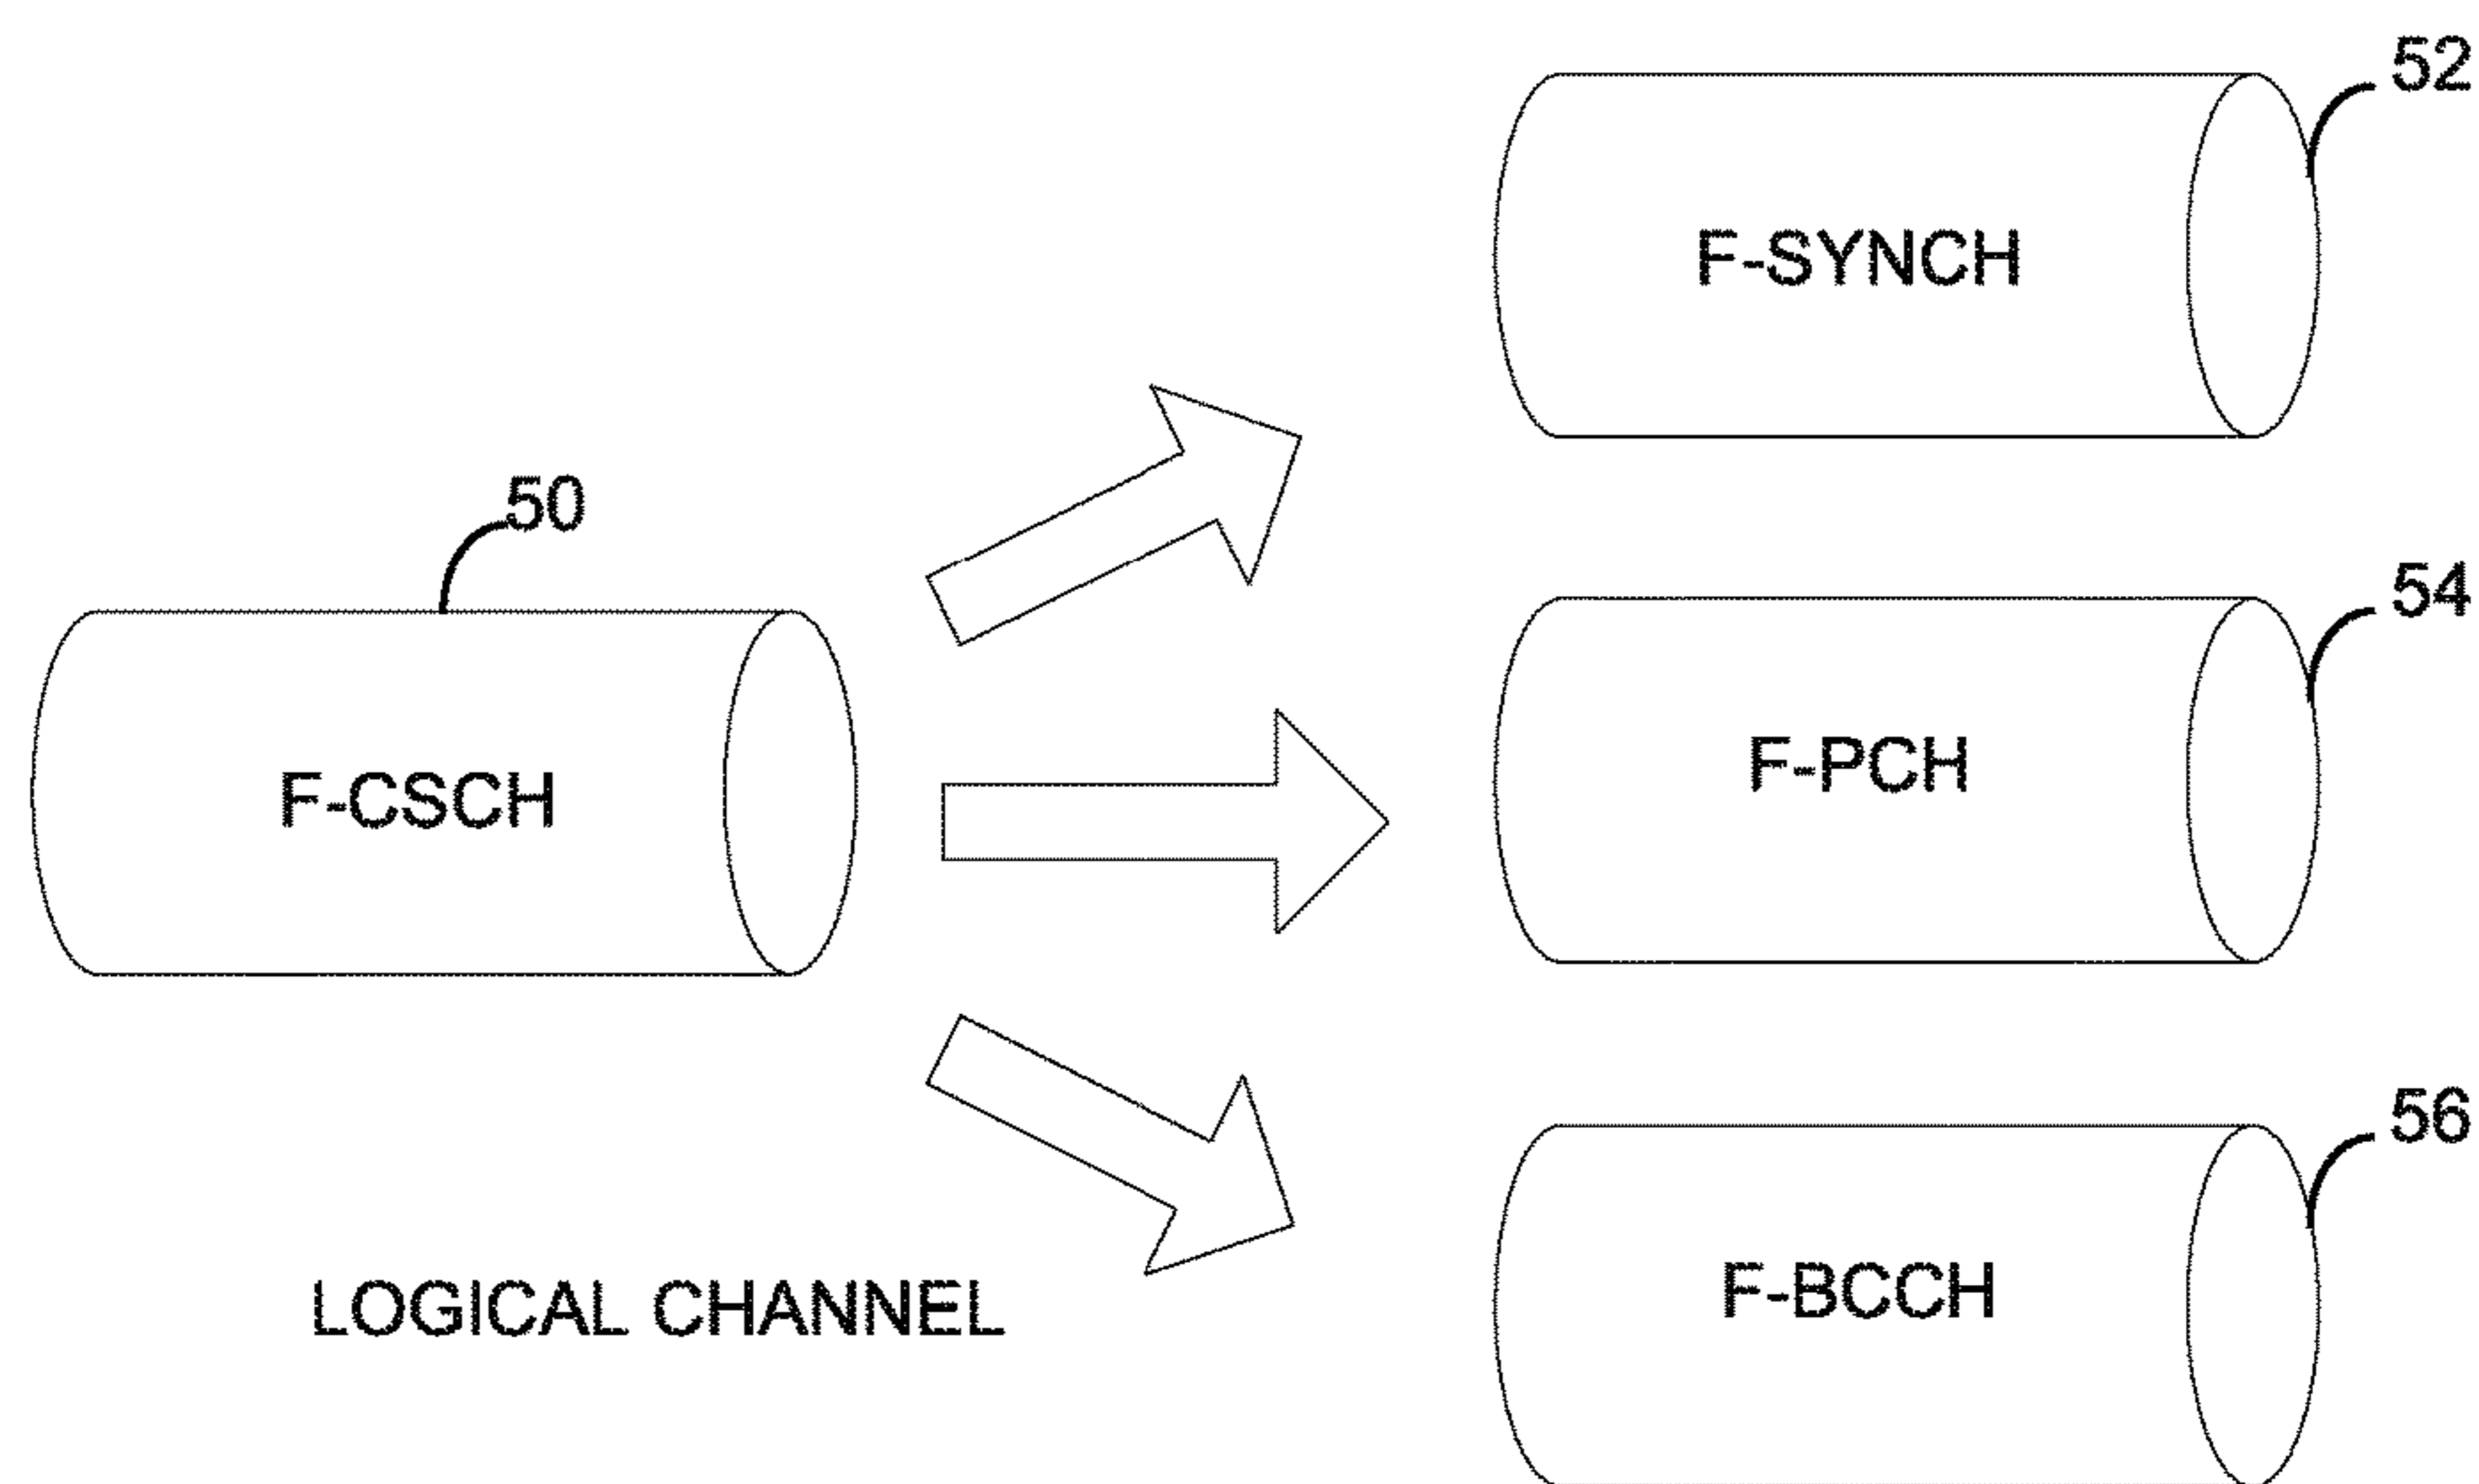 52
F-SYNCH
50
54
F-PCH
F-CSCH
56
F-BCCH
LOGICAL CHANNEL